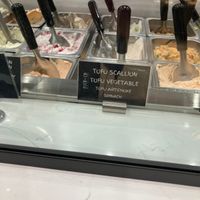 TOFU SCALLION
TOFU VEGETABLE
TOFU ARTICHOKE
SPINACH